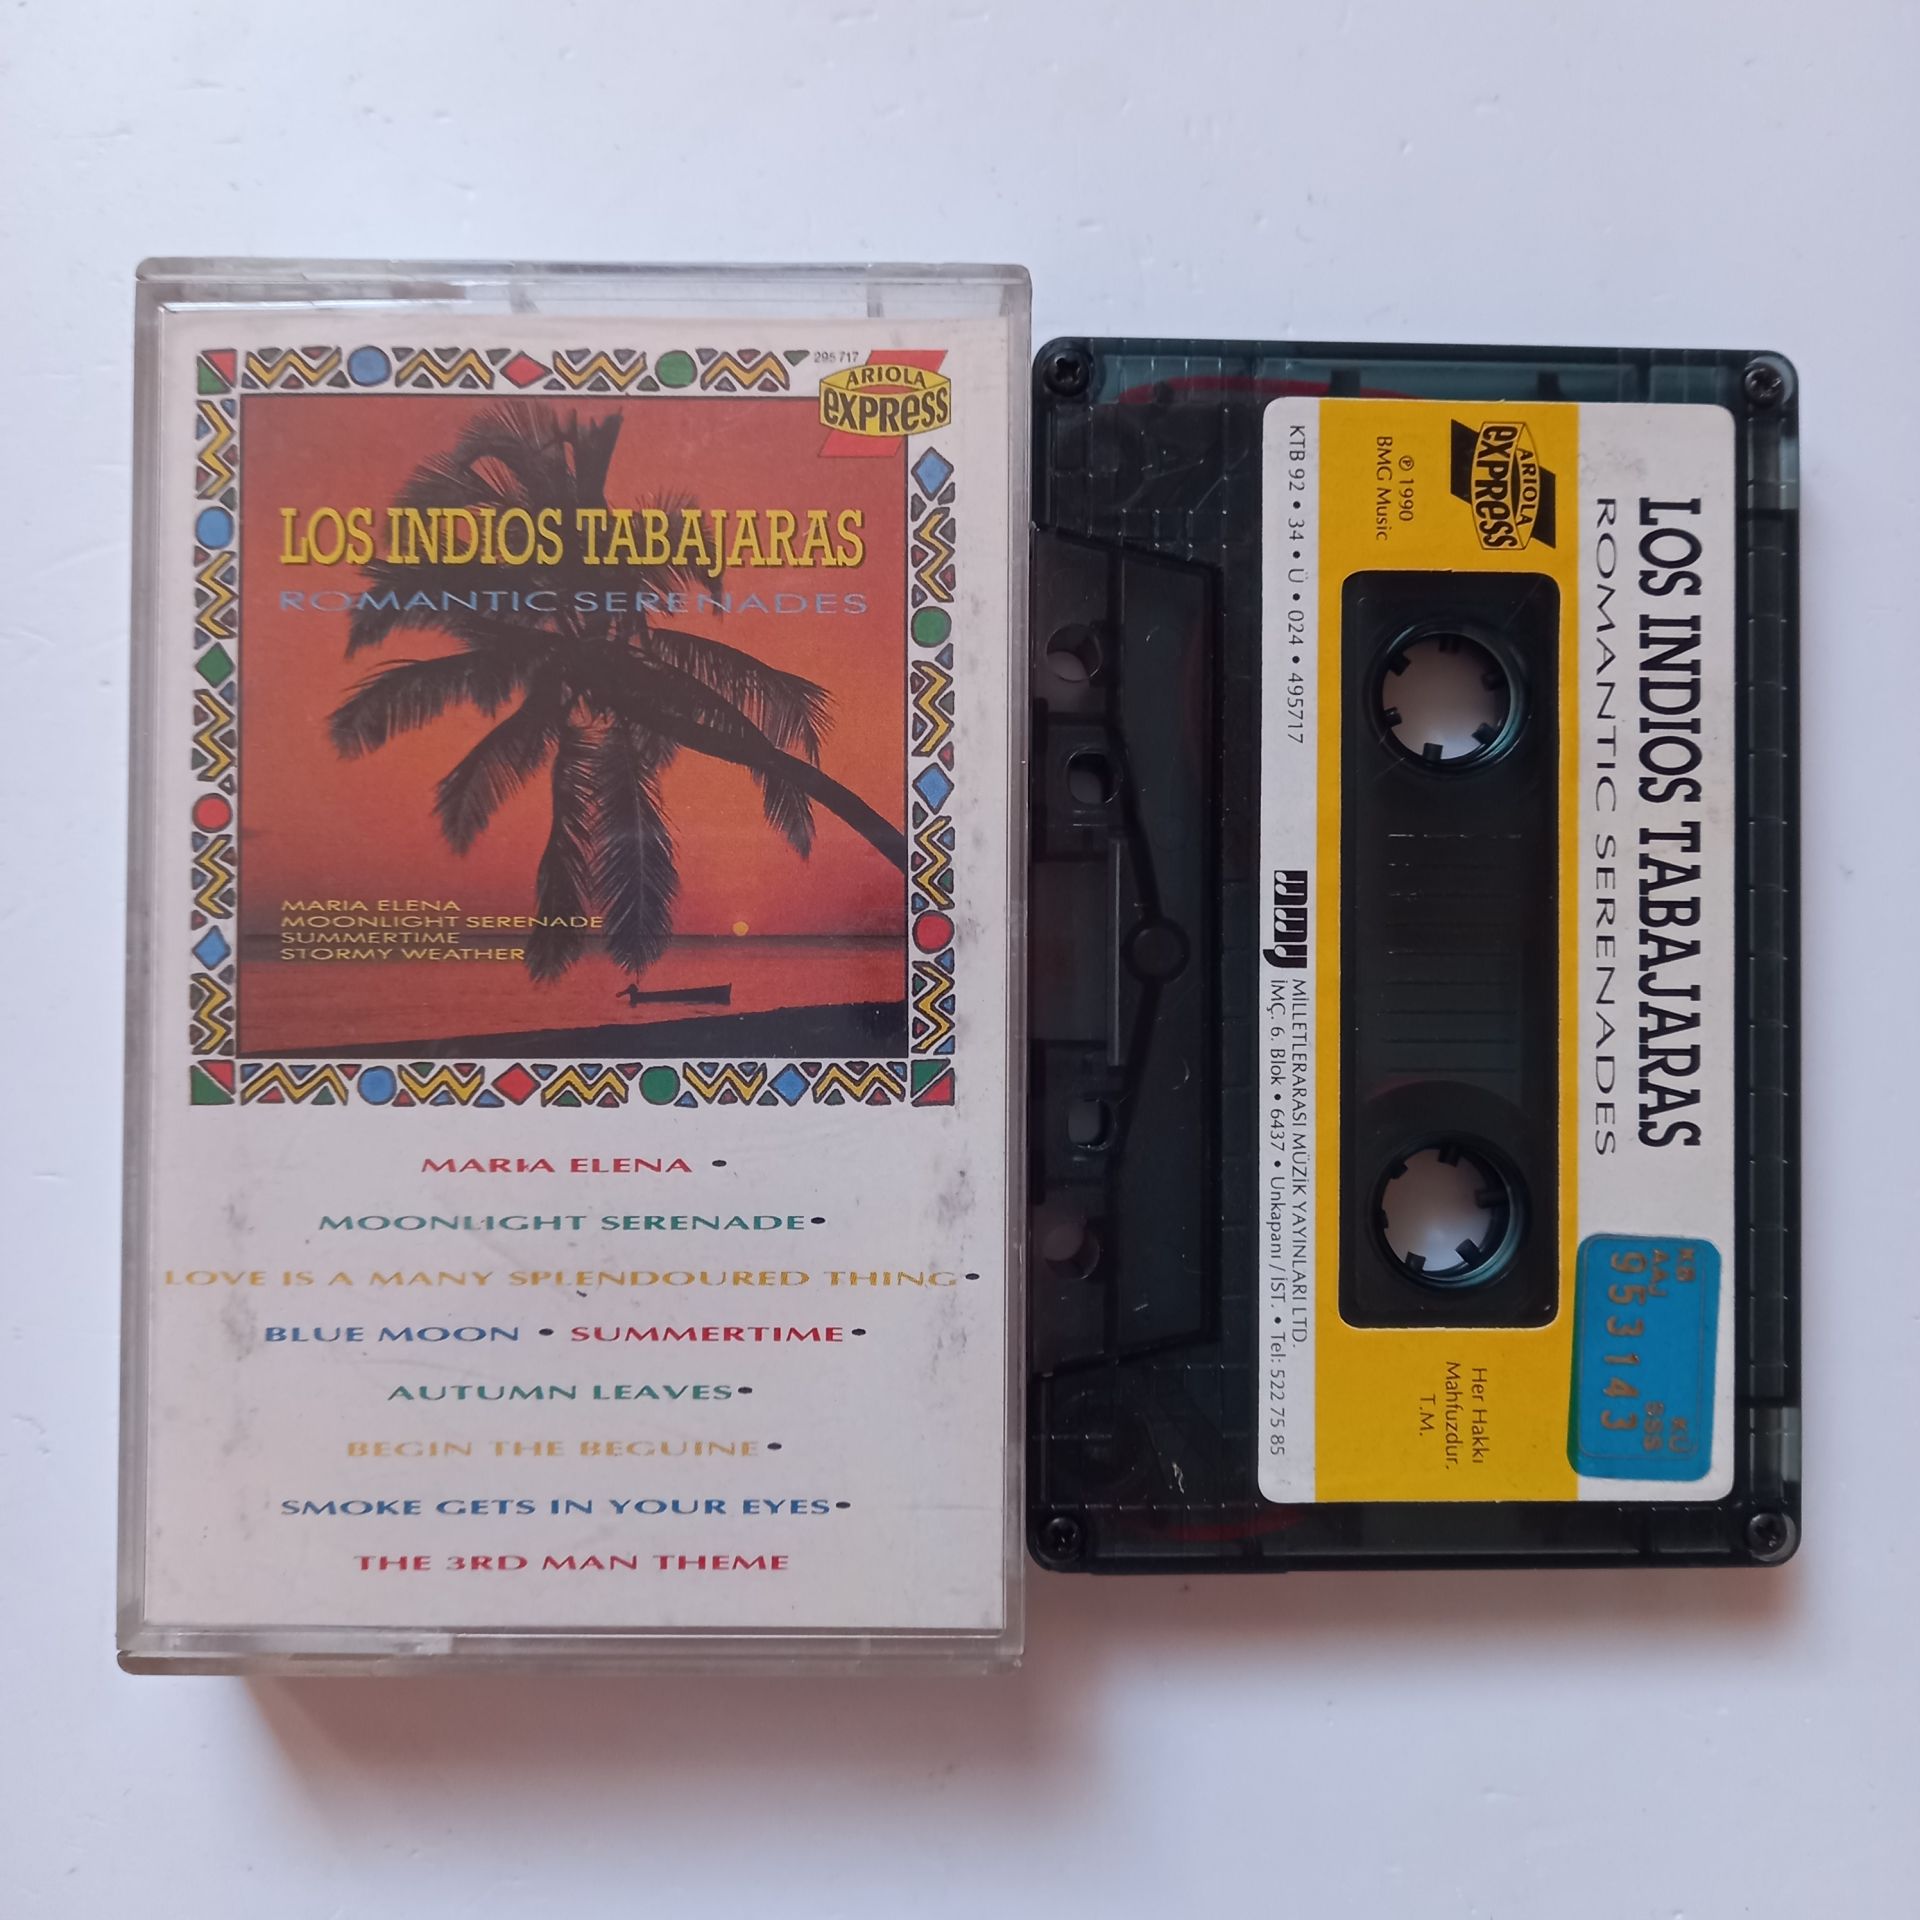 295 717
ARIOLA
EXPRESS
LOS INDIOS TABAJARAS
ROMANTIC SERENADES
MARIA ELENA
MOONLIGHT SERENADE
SUMMERTIME
STORMY WEATHER
MARIA ELENA •
MOONLIGHT SERENADE•
LOVE IS A MANY SPLENDOURED THING•
BLUE MOON • SUMMERTIME•
AUTUMN LEAVES•
BEGIN THE BEGUINE•
SMOKE GETS IN YOUR EYES•
THE 3RD MAN THEME
LOS INDIOS TABAJARAS
ROMANTIC SERENADES
ARIOLA
EXPRESS
℗ 1990
BMG Music
Her Hakkı
Mahfuzdur.
T.M.
KB
AAJ
953143
KÜ
BSS
KTB 92 • 34 • Ü • 024 • 495717
MİLLETLERARASI MÜZİK YAYINLARI LTD.
İMÇ. 6. Blok • 6437 • Unkapanı / İST. • Tel: 522 75 85